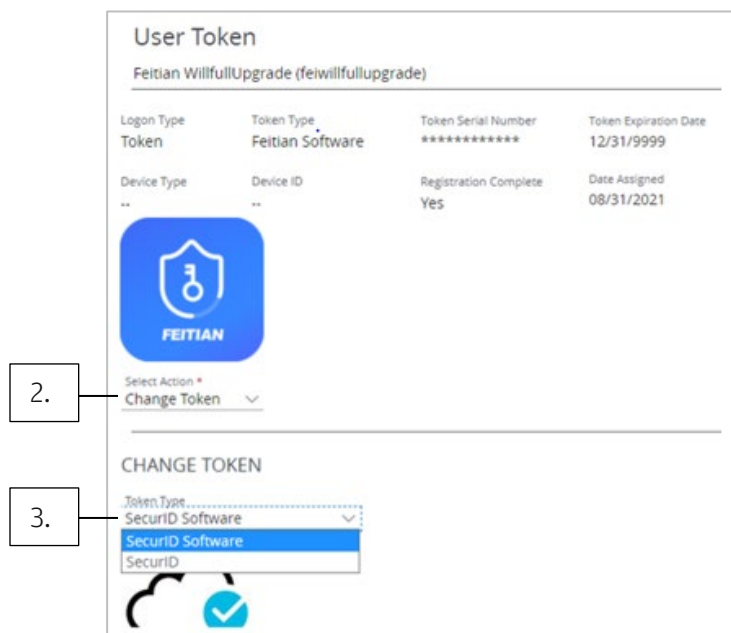 User Token
Feitian WillfullUpgrade (feiwillfullupgrade)
Logon Type Token Type Token Serial Number Token Expiration Date
Token Feitian Software ************ 12/31/9999
Device Type Device ID Registration Complete Date Assigned
-- -- Yes 08/31/2021
FEITIAN
Select Action *
2. Change Token
CHANGE TOKEN
Token Type
3. SecurID Software
SecurID Software
SecurID